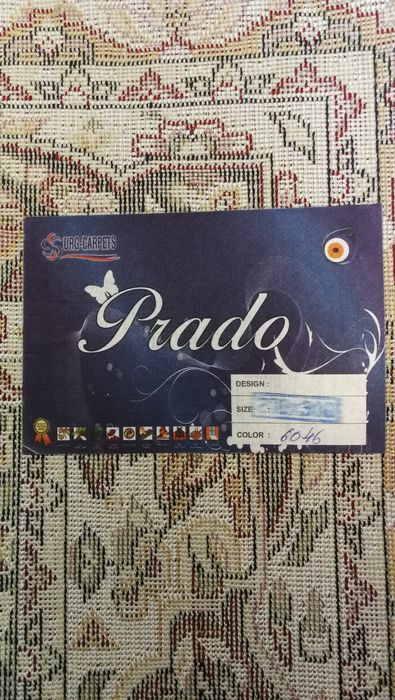 URG-CARPETS
Prado
DESIGN :
SIZE :
COLOR : 6046